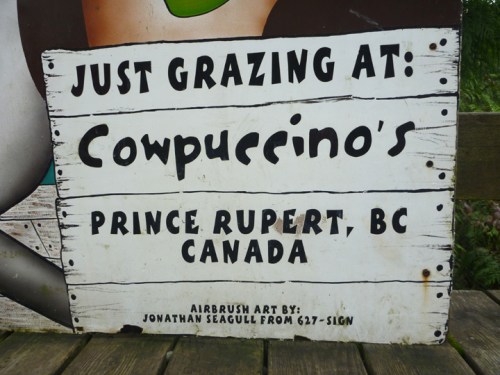 JUST GRAZING AT:
Cowpuccino's
PRINCE RUPERT, BC
CANADA
AIRBRUSH ART BY:
JONATHAN SEAGULL FROM 627-SIGN